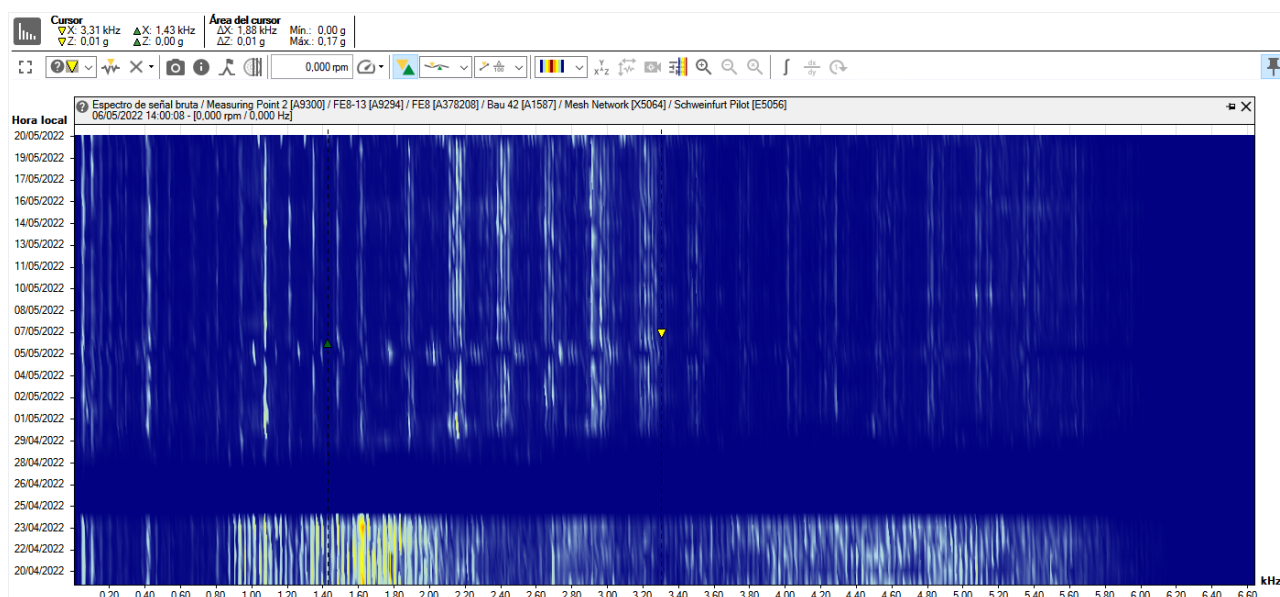 Cursor
X: 3,31 kHz X: 1,43 kHz
Z: 0,01 g Z: 0,00 g
Área del cursor
ΔX: 1,88 kHz Mín.: 0,00 g
ΔZ: 0,01 g Máx.: 0,17 g
0,000 rpm
Espectro de señal bruta / Measuring Point 2 [A9300] / FE8-13 [A9294] / FE8 [A378208] / Bau 42 [A1587] / Mesh Network [X5064] / Schweinfurt Pilot [E5056]
06/05/2022 14:00:08 - [0,000 rpm / 0,000 Hz]
Hora local
20/05/2022
19/05/2022
17/05/2022
16/05/2022
14/05/2022
13/05/2022
11/05/2022
10/05/2022
08/05/2022
07/05/2022
05/05/2022
04/05/2022
02/05/2022
01/05/2022
29/04/2022
28/04/2022
26/04/2022
25/04/2022
23/04/2022
22/04/2022
20/04/2022
kHz
0.20 0.40 0.60 0.80 1.00 1.20 1.40 1.60 1.80 2.00 2.20 2.40 2.60 2.80 3.00 3.20 3.40 3.60 3.80 4.00 4.20 4.40 4.60 4.80 5.00 5.20 5.40 5.60 5.80 6.00 6.20 6.40 6.60